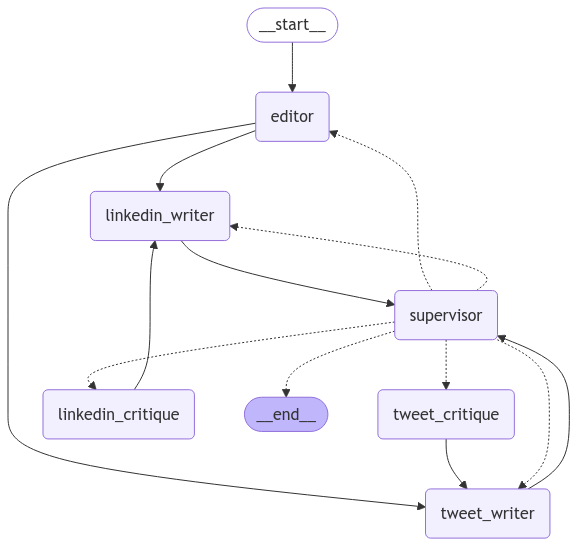 __start__
editor
linkedin_writer
supervisor
linkedin_critique
__end__
tweet_critique
tweet_writer